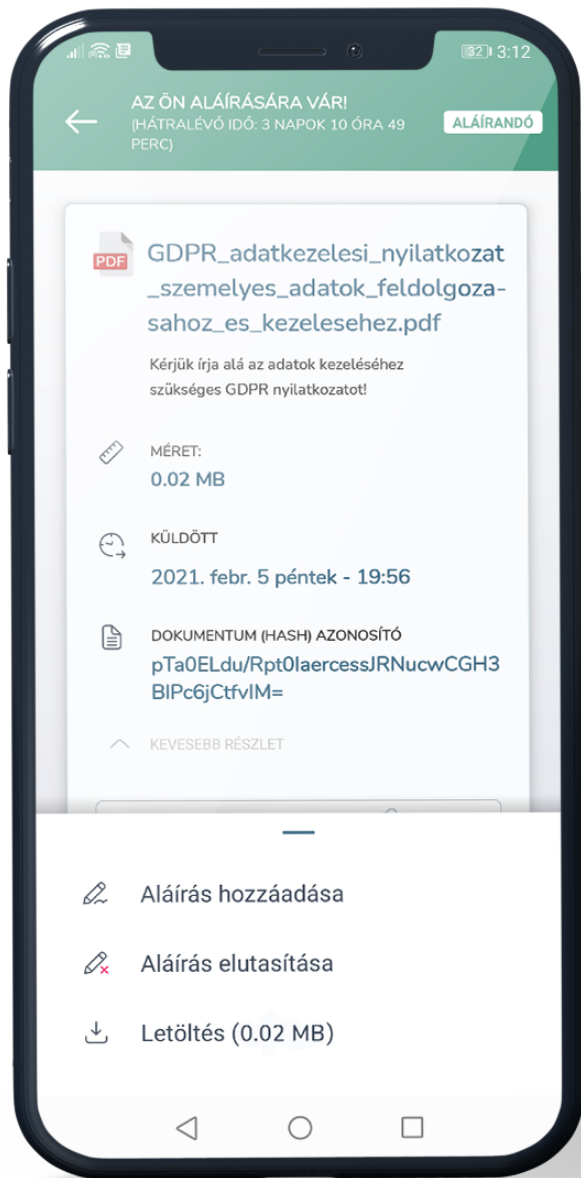 32 3:12
AZ ÖN ALÁÍRÁSÁRA VÁR!
(HÁTRALÉVŐ IDŐ: 3 NAPOK 10 ÓRA 49
PERC)
ALÁÍRANDÓ
PDF
GDPR_adatkezelesi_nyilatkozat
_szemelyes_adatok_feldolgoza-
sahoz_es_kezelesehez.pdf
Kérjük írja alá az adatok kezeléséhez
szükséges GDPR nyilatkozatot!
MÉRET:
0.02 MB
KÜLDÖTT
2021. febr. 5 péntek - 19:56
DOKUMENTUM (HASH) AZONOSÍTÓ
pTa0ELdu/Rpt0IaercessJRNucwCGH3
BIPc6jCtfvIM=
KEVESEBB RÉSZLET
Aláírás hozzáadása
Aláírás elutasítása
Letöltés (0.02 MB)